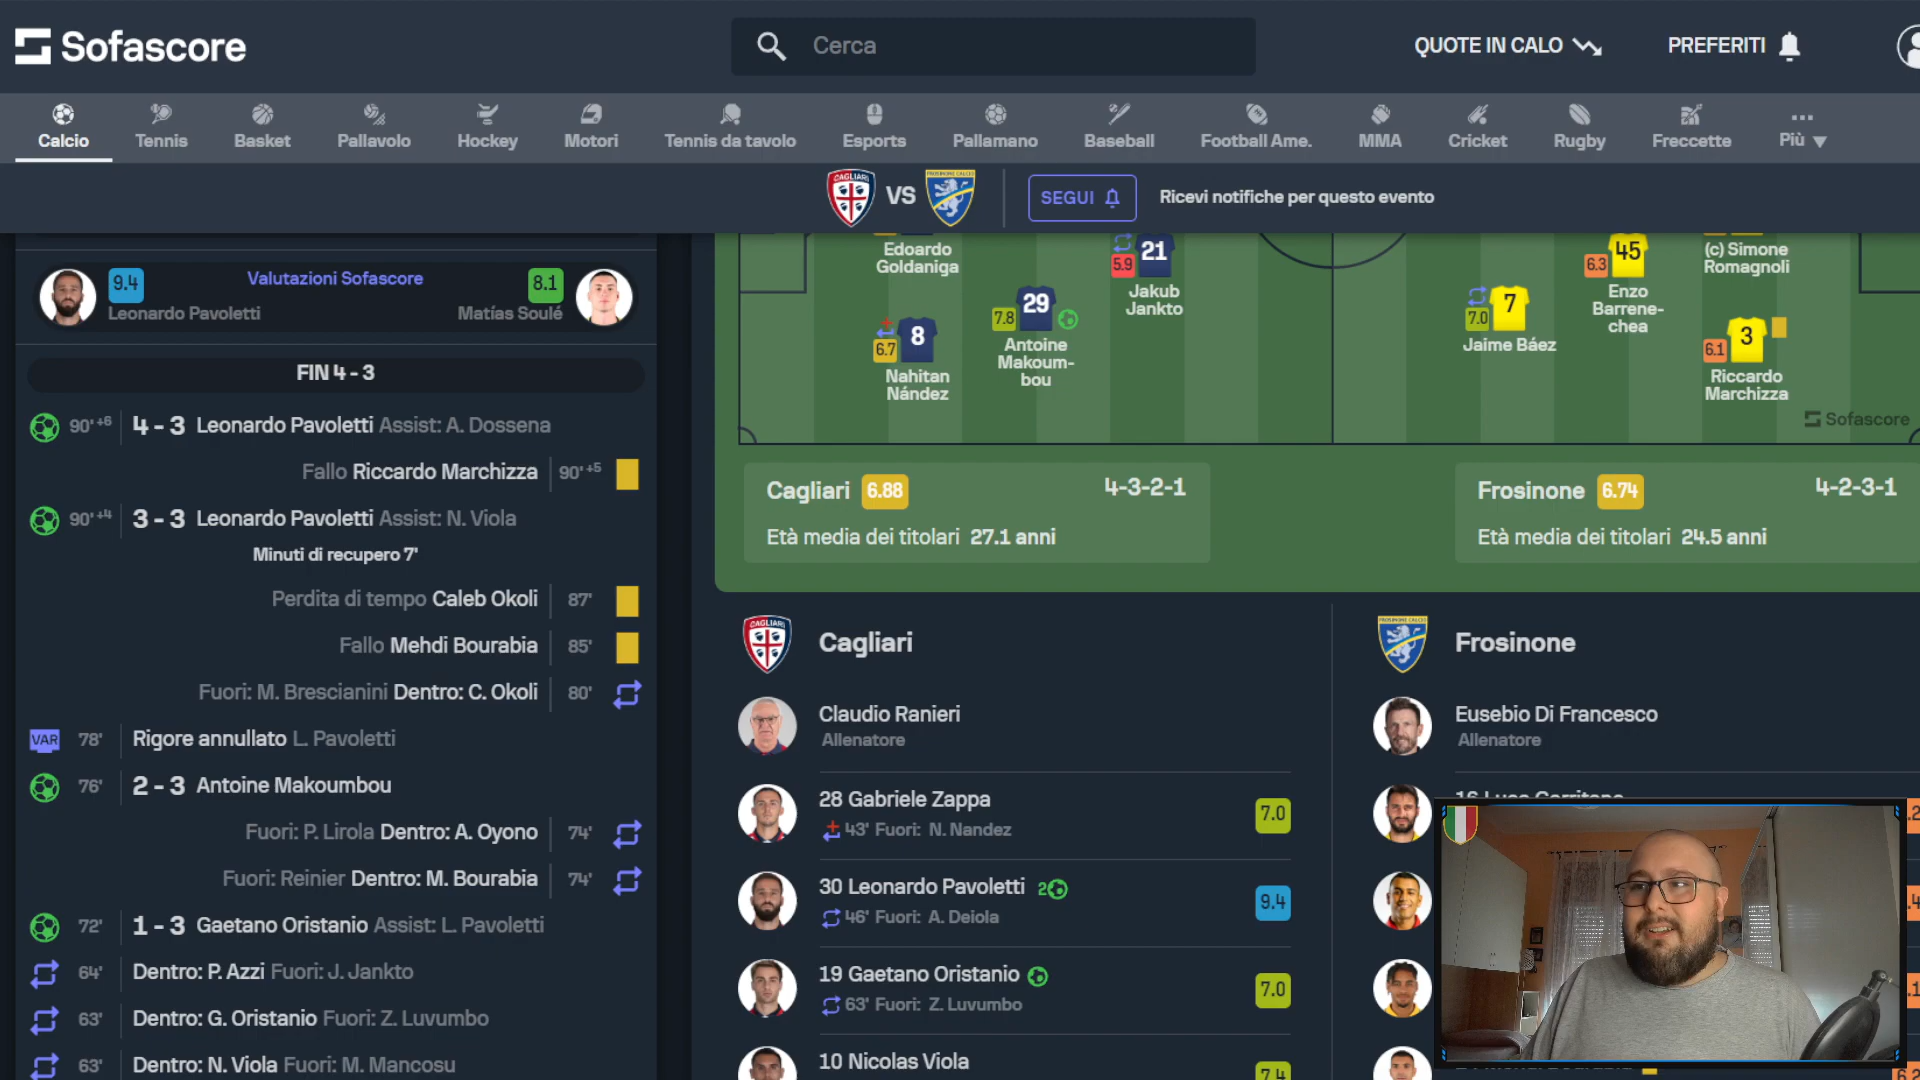 Sofascore
Cerca
QUOTE IN CALO
PREFERITI
Calcio
Tennis
Basket
Pallavolo
Hockey
Motori
Tennis da tavolo
Esports
Pallamano
Baseball
Football Ame.
MMA
Cricket
Rugby
Freccette
Più
VS
SEGUI
Ricevi notifiche per questo evento
9.4
Leonardo Pavoletti
Valutazioni Sofascore
8.1
Matías Soulé
FIN 4 - 3
90'+6 4 - 3 Leonardo Pavoletti Assist: A. Dossena
Fallo Riccardo Marchizza 90'+5
90'+4 3 - 3 Leonardo Pavoletti Assist: N. Viola
Minuti di recupero 7'
Perdita di tempo Caleb Okoli 87'
Fallo Mehdi Bourabia 85'
Fuori: M. Brescianini Dentro: C. Okoli 80'
VAR 78' Rigore annullato L. Pavoletti
76' 2 - 3 Antoine Makoumbou
Fuori: P. Lirola Dentro: A. Oyono 74'
Fuori: Reinier Dentro: M. Bourabia 74'
72' 1 - 3 Gaetano Oristanio Assist: L. Pavoletti
64' Dentro: P. Azzi Fuori: J. Jankto
63' Dentro: G. Oristanio Fuori: Z. Luvumbo
63' Dentro: N. Viola Fuori: M. Mancosu
Edoardo
Goldaniga
5.9 21
Jakub
Jankto
7.8 29
Antoine
Makoum-
bou
6.7 8
Nahitan
Nández
6.3 45
Enzo
Barrene-
chea
(c) Simone
Romagnoli
7.0 7
Jaime Báez
6.1 3
Riccardo
Marchizza
Sofascore
Cagliari 6.88 4-3-2-1
Età media dei titolari 27.1 anni
Frosinone 6.74 4-2-3-1
Età media dei titolari 24.5 anni
CAGLIARI
Cagliari
Claudio Ranieri
Allenatore
28 Gabriele Zappa 7.0
43' Fuori: N. Nandez
30 Leonardo Pavoletti 2 9.4
46' Fuori: A. Deiola
19 Gaetano Oristanio 7.0
63' Fuori: Z. Luvumbo
10 Nicolas Viola 7.4
Frosinone
Eusebio Di Francesco
Allenatore